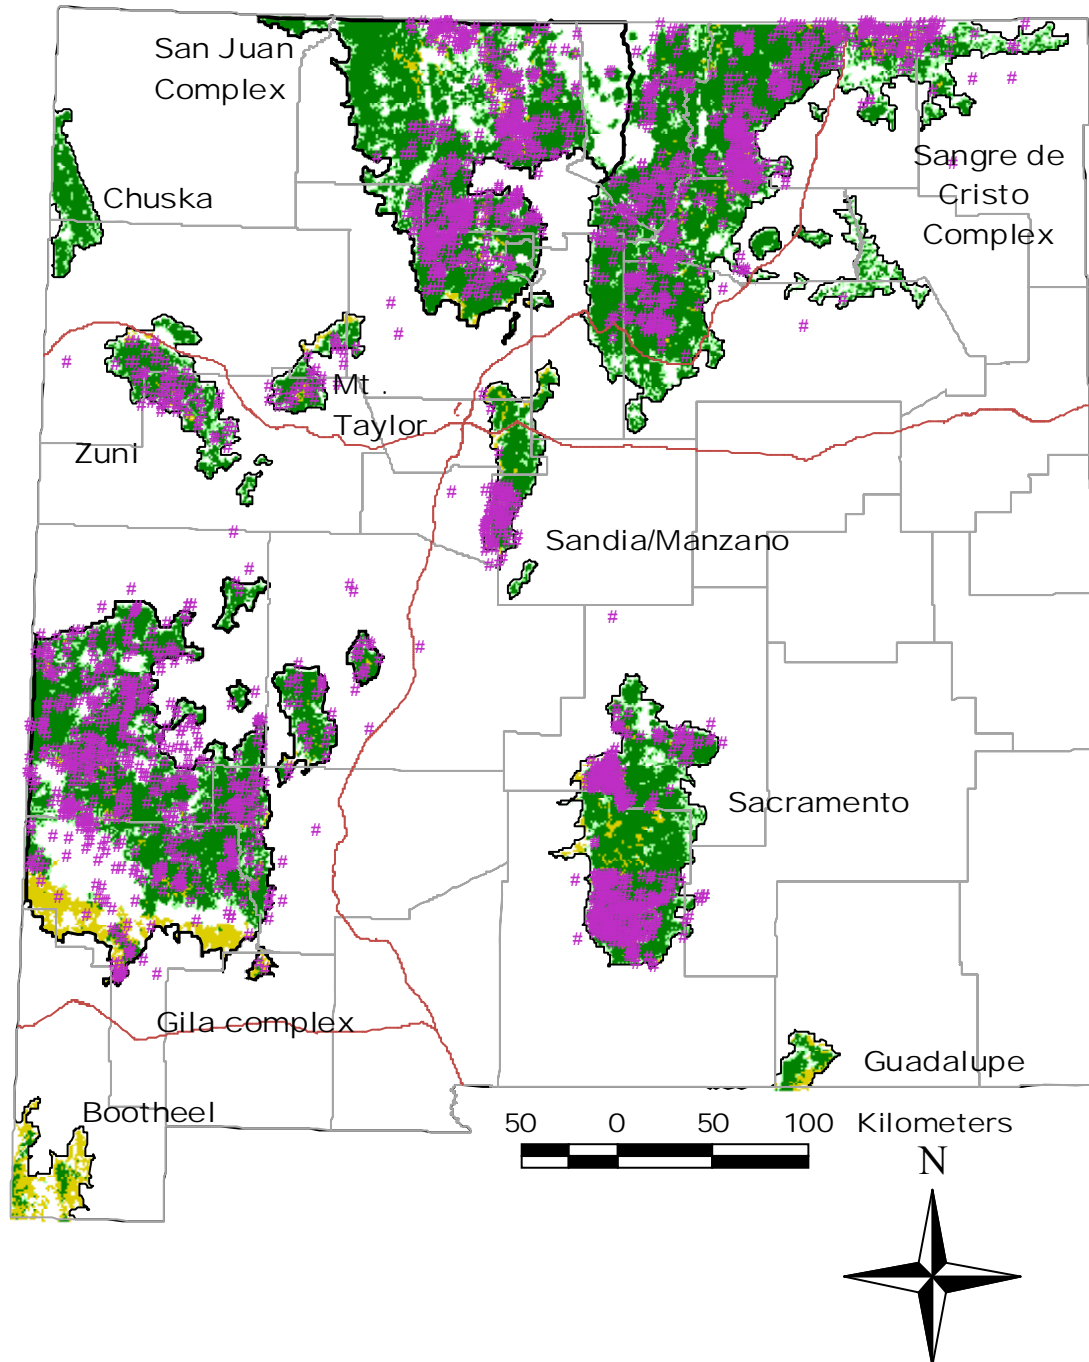 San Juan
Complex
Chuska
Sangre de
Cristo
Complex
Mt .
Taylor
Zuni
Sandia/Manzano
Sacramento
Gila complex
Guadalupe
Bootheel
50 0 50 100 Kilometers
N